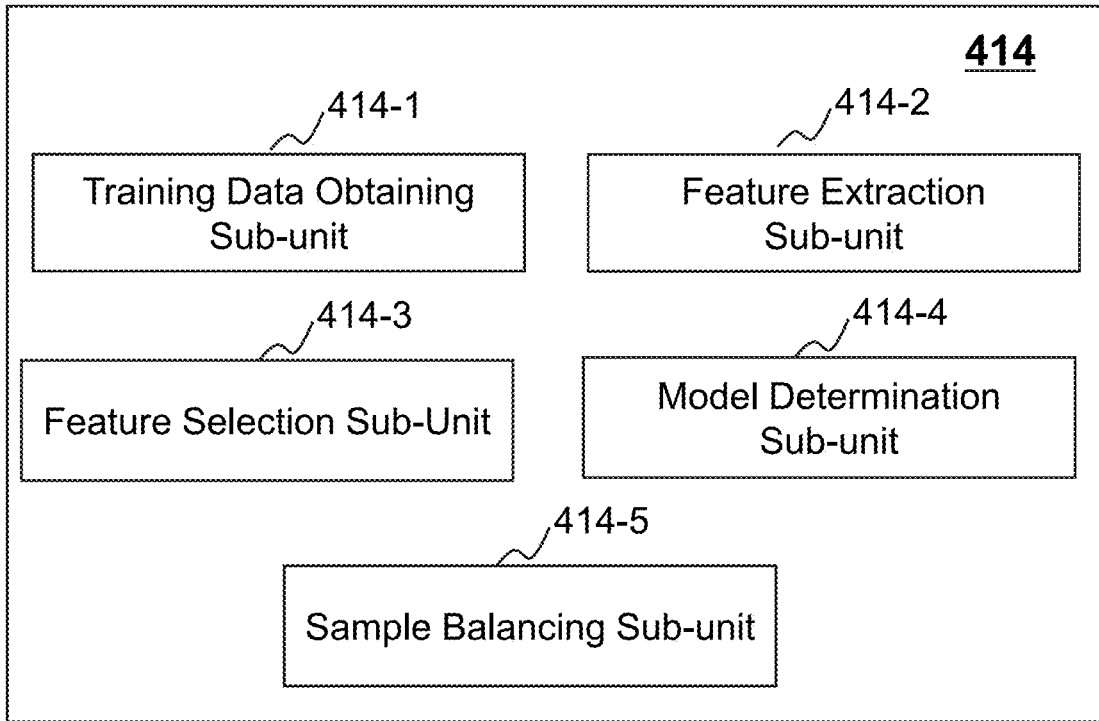 414
414-1
414-2
Training Data Obtaining
Sub-unit
Feature Extraction
Sub-unit
414-3
414-4
Feature Selection Sub-Unit
Model Determination
Sub-unit
414-5
Sample Balancing Sub-unit